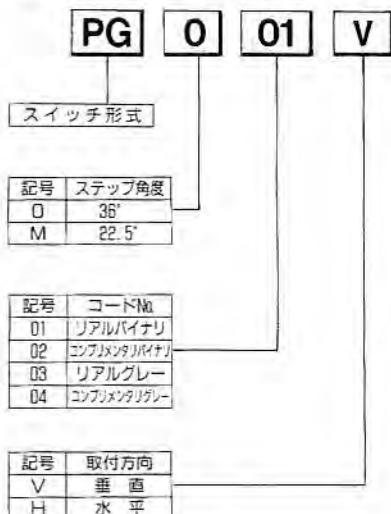 PG 0 01 V
スイッチ形式
記号 ステップ角度
0 36°
M 22.5°
記号 コードNo.
01 リアルバイナリ
02 コンプリメンタリバイナリ
03 リアルグレー
04 コンプリメンタリグレー
記号 取付方向
V 垂直
H 水平